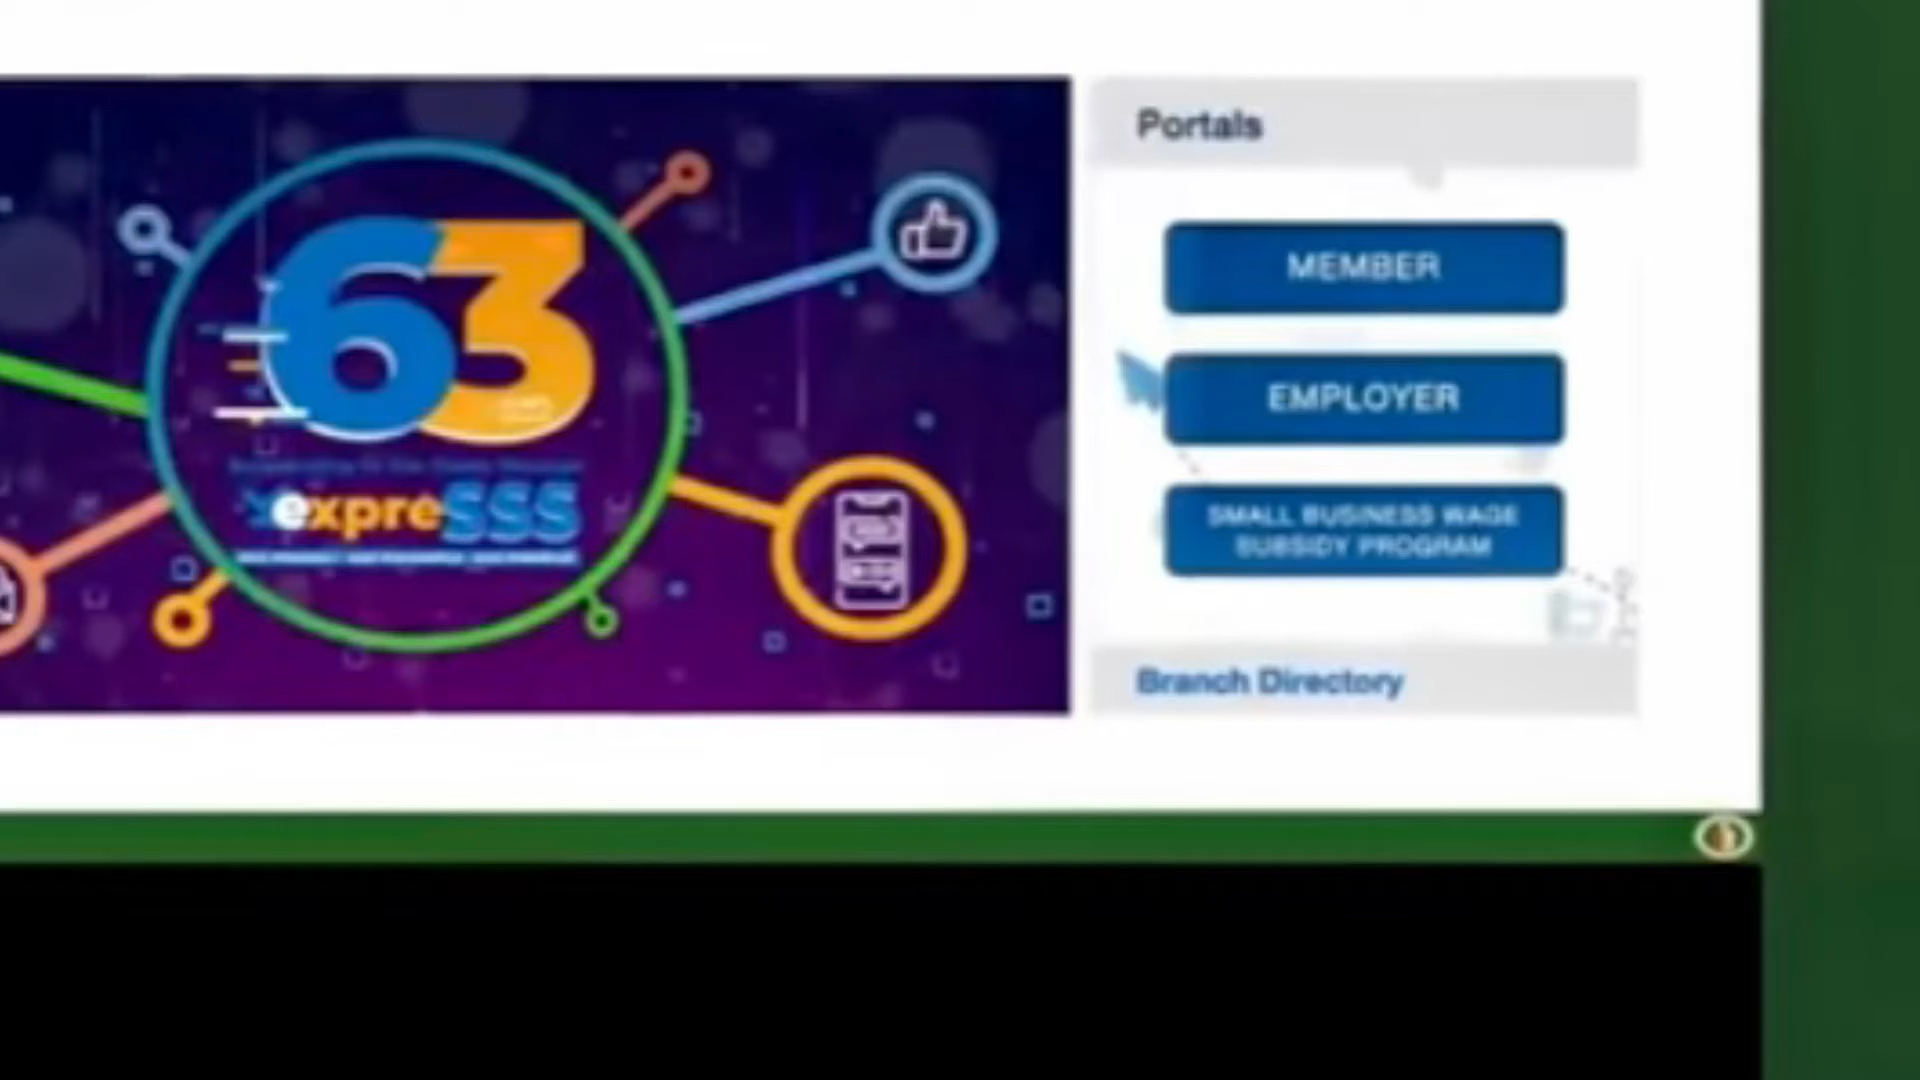 63
expreSSS
Portals
MEMBER
EMPLOYER
SMALL BUSINESS WAGE
SUBSIDY PROGRAM
Branch Directory